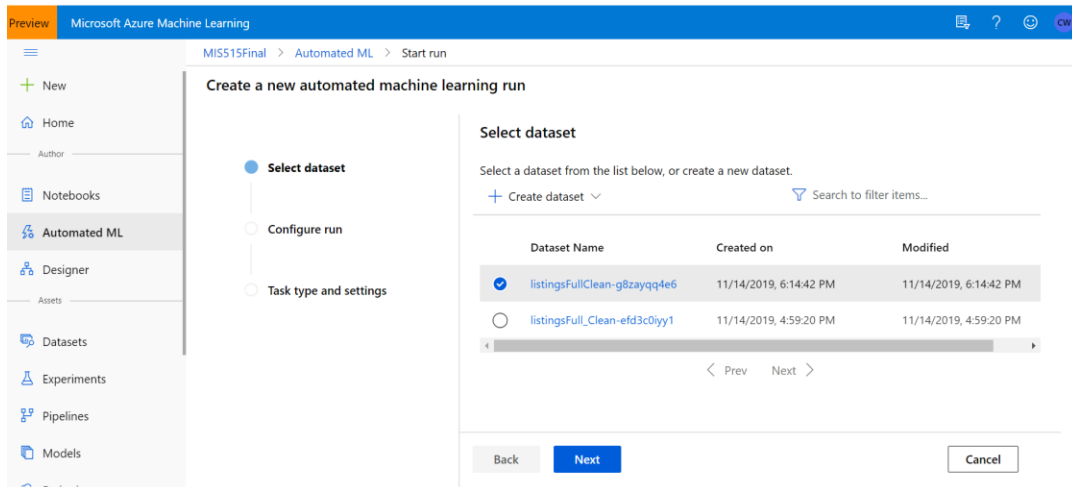 Preview Microsoft Azure Machine Learning CW
MIS515Final > Automated ML > Start run
New
Home
Author
Notebooks
Automated ML
Designer
Assets
Datasets
Experiments
Pipelines
Models
Create a new automated machine learning run
Select dataset
Configure run
Task type and settings
Select dataset
Select a dataset from the list below, or create a new dataset.
+ Create dataset Search to filter items...
Dataset Name Created on Modified
listingsFullClean-g8zayqq4e6 11/14/2019, 6:14:42 PM 11/14/2019, 6:14:42 PM
listingsFull_Clean-efd3c0iyy1 11/14/2019, 4:59:20 PM 11/14/2019, 4:59:20 PM
< Prev Next >
Back Next Cancel